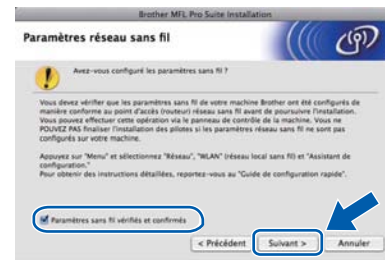 Brother MFL Pro Suite Installation
Paramètres réseau sans fil
Avez-vous configuré les paramètres sans fil ?
Vous devez vérifier que les paramètres sans fil de votre machine Brother ont été configurés de
manière conforme au point d'accès (routeur) réseau sans fil avant de poursuivre l'installation.
Vous pouvez effectuer cette opération via le panneau de contrôle de la machine. Vous ne
POUVEZ PAS finaliser l'installation des pilotes si les paramètres réseau sans fil ne sont pas
configurés sur votre machine.
Appuyez sur "Menu" et sélectionnez "Réseau", "WLAN" (réseau local sans fil) et "Assistant de
configuration."
Pour obtenir des instructions détaillées, reportez-vous au "Guide de configuration rapide".
Paramètres sans fil vérifiés et confirmés
< Précédent
Suivant >
Annuler